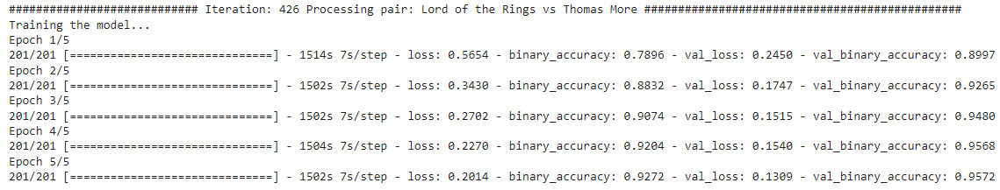 ############################ Iteration: 426 Processing pair: Lord of the Rings vs Thomas More ###############################################
Training the model...
Epoch 1/5
201/201 [==============================] - 1514s 7s/step - loss: 0.5654 - binary_accuracy: 0.7896 - val_loss: 0.2450 - val_binary_accuracy: 0.8997
Epoch 2/5
201/201 [==============================] - 1502s 7s/step - loss: 0.3430 - binary_accuracy: 0.8832 - val_loss: 0.1747 - val_binary_accuracy: 0.9265
Epoch 3/5
201/201 [==============================] - 1502s 7s/step - loss: 0.2702 - binary_accuracy: 0.9074 - val_loss: 0.1515 - val_binary_accuracy: 0.9480
Epoch 4/5
201/201 [==============================] - 1504s 7s/step - loss: 0.2270 - binary_accuracy: 0.9204 - val_loss: 0.1540 - val_binary_accuracy: 0.9568
Epoch 5/5
201/201 [==============================] - 1502s 7s/step - loss: 0.2014 - binary_accuracy: 0.9272 - val_loss: 0.1309 - val_binary_accuracy: 0.9572